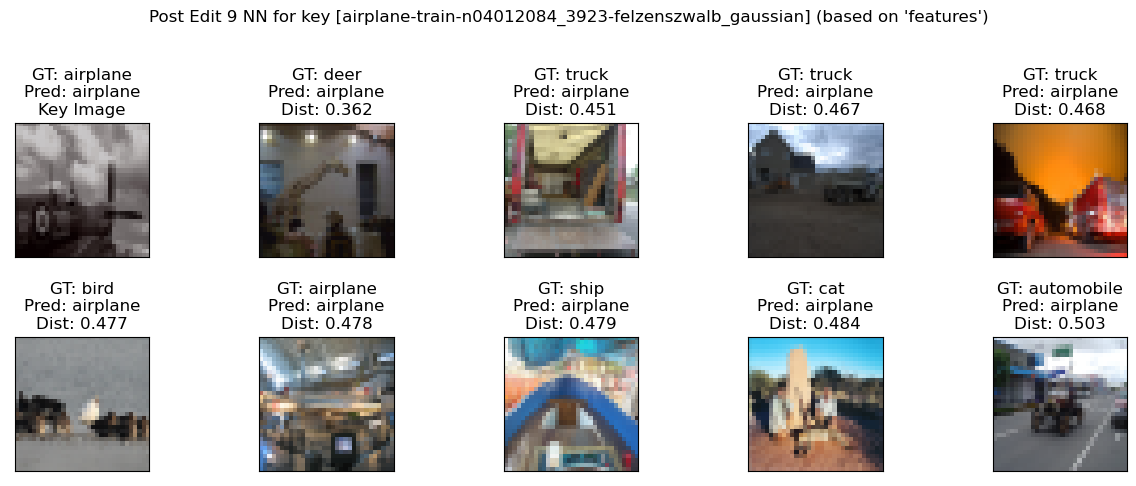 Post Edit 9 NN for key [airplane-train-n04012084_3923-felzenszwalb_gaussian] (based on 'features')
GT: airplane
Pred: airplane
Key Image
GT: deer
Pred: airplane
Dist: 0.362
GT: truck
Pred: airplane
Dist: 0.451
GT: truck
Pred: airplane
Dist: 0.467
GT: truck
Pred: airplane
Dist: 0.468
GT: bird
Pred: airplane
Dist: 0.477
GT: airplane
Pred: airplane
Dist: 0.478
GT: ship
Pred: airplane
Dist: 0.479
GT: cat
Pred: airplane
Dist: 0.484
GT: automobile
Pred: airplane
Dist: 0.503